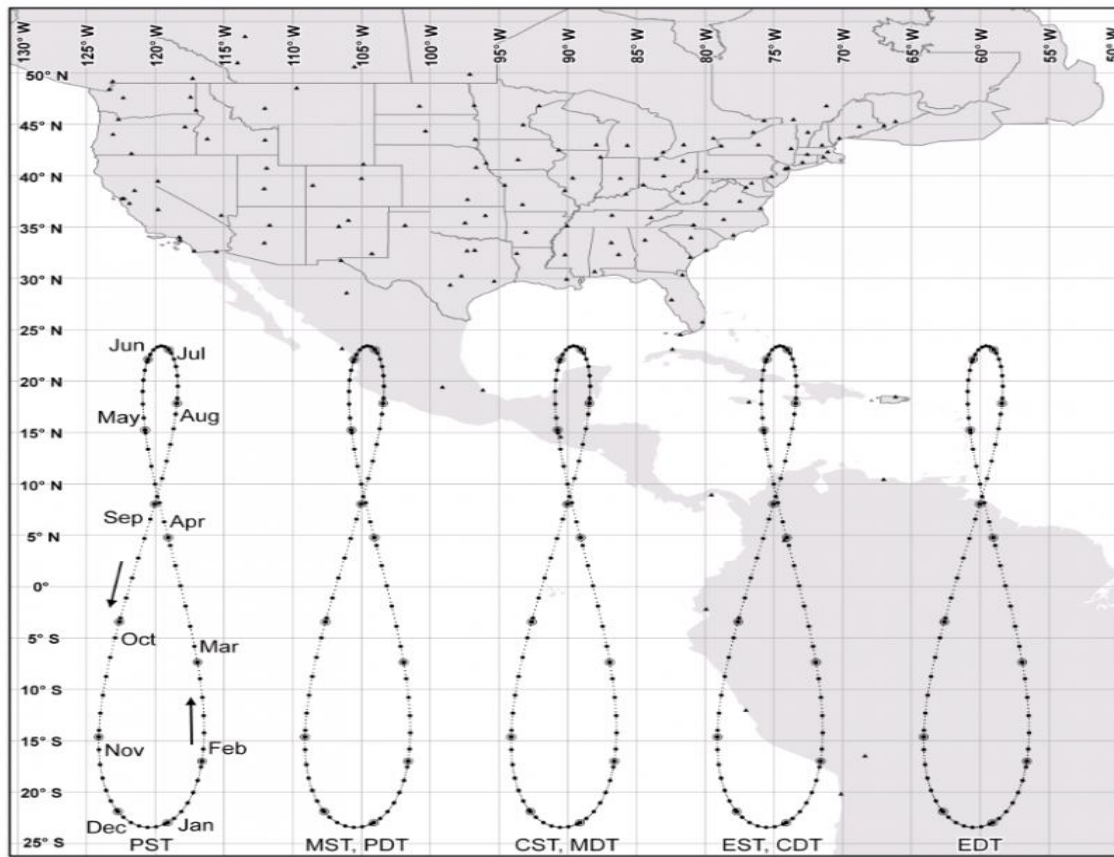 130° W 125° W 120° W 115° W 110° W 105° W 100° W 95° W 90° W 85° W 80° W 75° W 70° W 65° W 60° W 55° W 50° W
50° N
45° N
40° N
35° N
30° N
25° N
Jun Jul
20° N
May Aug
15° N
10° N
Sep Apr
5° N
0°
Oct Mar
5° S
10° S
Nov Feb
15° S
20° S
Dec Jan
25° S
PST MST, PDT CST, MDT EST, CDT EDT